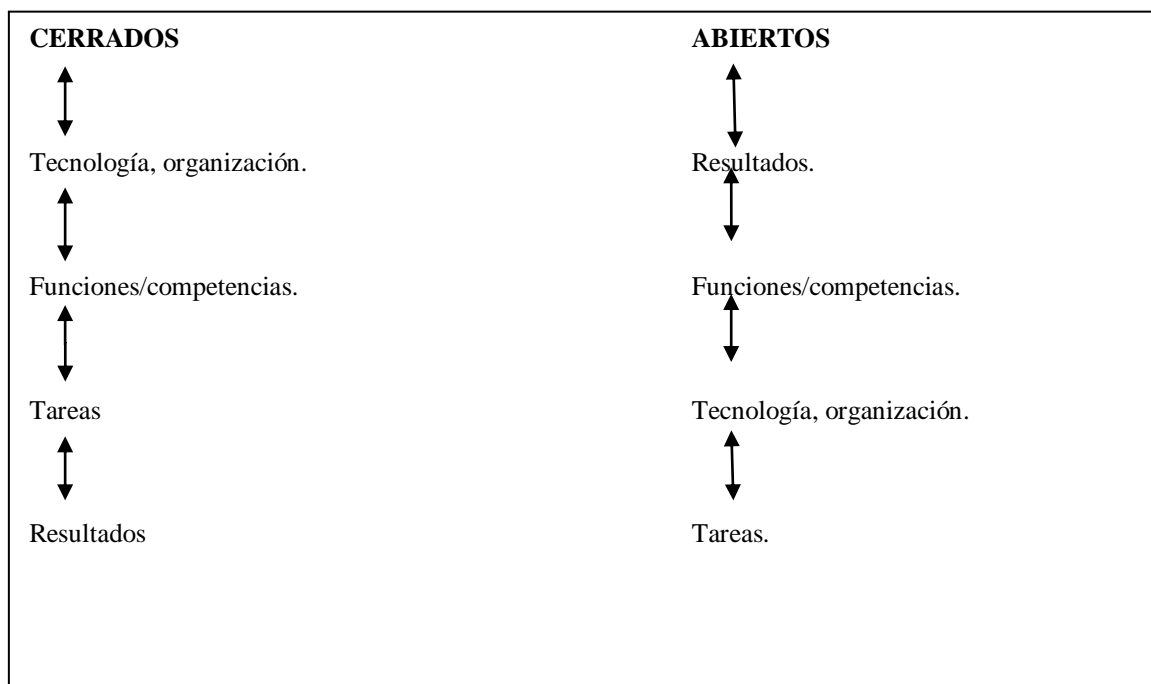 CERRADOS
Tecnología, organización.
Funciones/competencias.
Tareas
Resultados
ABIERTOS
Resultados.
Funciones/competencias.
Tecnología, organización.
Tareas.